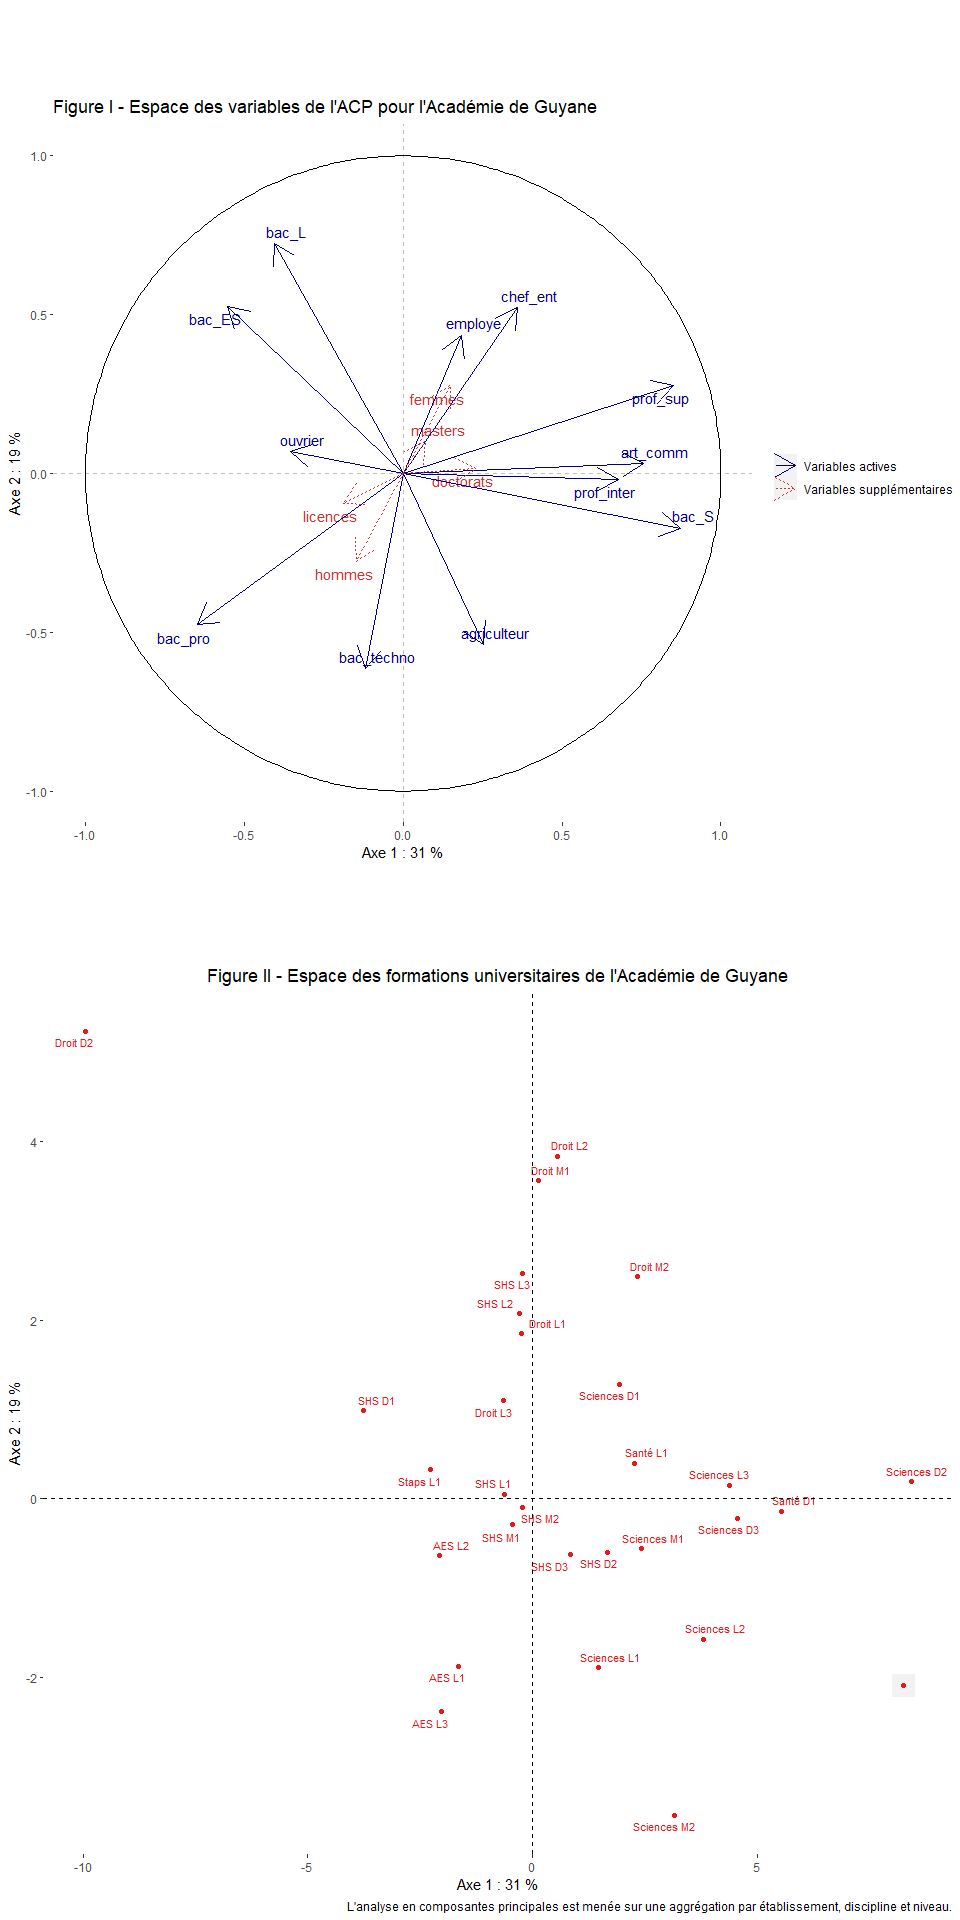 Figure I - Espace des variables de l'ACP pour l'Académie de Guyane
1.0
bac_L
chef_ent
0.5
bac_ES
employe
prof_sup
femmes
masters
ouvrier
art_comm
Variables actives
0.0
doctorats
prof_inter
Variables supplémentaires
licences
bac_S
hommes
-0.5
bac_pro
agriculteur
bac_techno
-1.0
-1.0
-0.5
0.0
0.5
1.0
Axe 1 : 31 %
Axe 2 : 19 %
Figure II - Espace des formations universitaires de l'Académie de Guyane
Droit D2
4
Droit L2
Droit M1
Droit M2
SHS L3
SHS L2
2
Droit L1
Sciences D1
SHS D1
Droit L3
Santé L1
Sciences L3
Sciences D2
Staps L1
SHS L1
0
Santé D1
SHS M2
Sciences D3
SHS M1
Sciences M1
AES L2
SHS D3
SHS D2
Sciences L2
Sciences L1
-2
AES L1
AES L3
Sciences M2
-10
-5
0
5
Axe 1 : 31 %
Axe 2 : 19 %
L'analyse en composantes principales est menée sur une aggrégation par établissement, discipline et niveau.